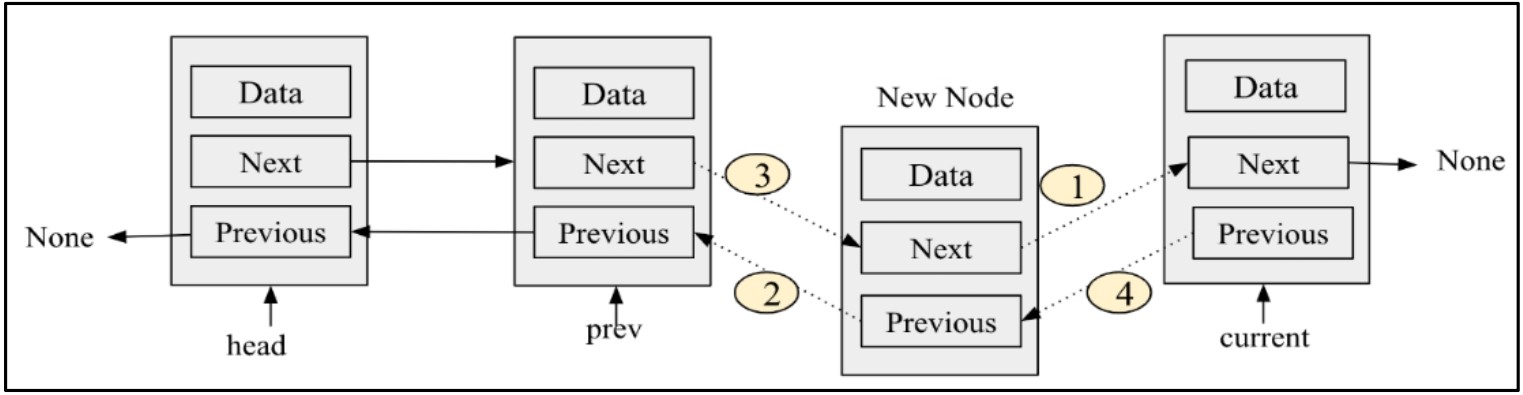 Data
Next
Previous
None
head
Data
Next
Previous
prev
3
2
New Node
Data
Next
Previous
1
4
Data
Next
Previous
None
current